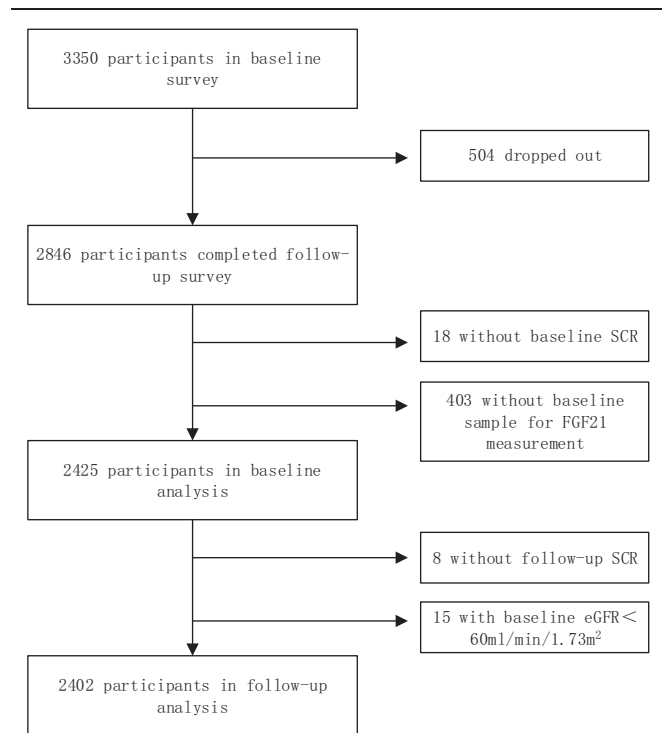 3350 participants in baseline
survey
504 dropped out
2846 participants completed follow-
up survey
18 without baseline SCR
403 without baseline
sample for FGF21
measurement
2425 participants in baseline
analysis
8 without follow-up SCR
15 with baseline eGFR<
60ml/min/1.73m²
2402 participants in follow-up
analysis